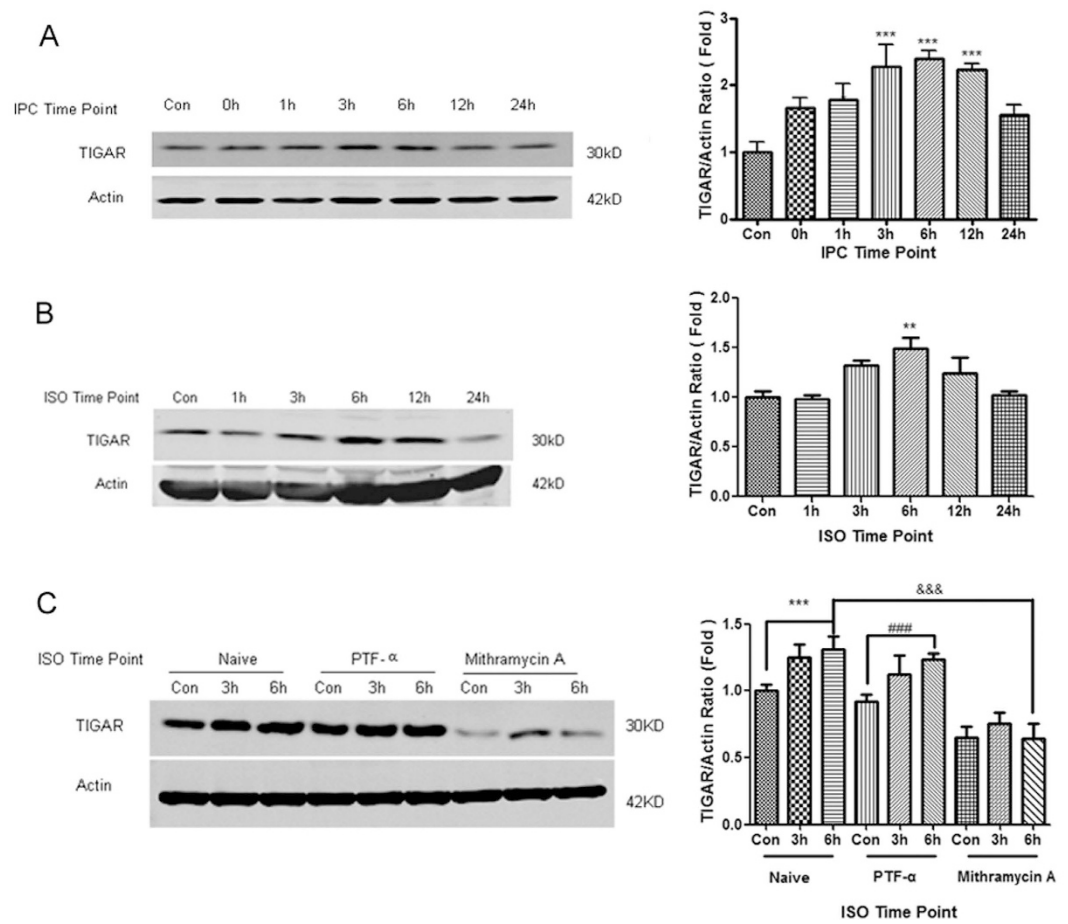 A
IPC Time Point Con 0h 1h 3h 6h 12h 24h
TIGAR 30kD
Actin 42kD
TIGAR/Actin Ratio ( Fold )
3
2
1
0
*** *** ***
Con 0h 1h 3h 6h 12h 24h
IPC Time Point
B
ISO Time Point Con 1h 3h 6h 12h 24h
TIGAR 30kD
Actin 42kD
TIGAR/Actin Ratio ( Fold )
2.0
1.5
1.0
0.5
0.0
**
Con 1h 3h 6h 12h 24h
ISO Time Point
C
ISO Time Point Naive PTF-α Mithramycin A
Con 3h 6h Con 3h 6h Con 3h 6h
TIGAR 30KD
Actin 42KD
TIGAR/Actin Ratio (Fold)
1.5
1.0
0.5
0.0
&&&
*** ###
Con 3h 6h Con 3h 6h Con 3h 6h
Naive PTF-α Mithramycin A
ISO Time Point